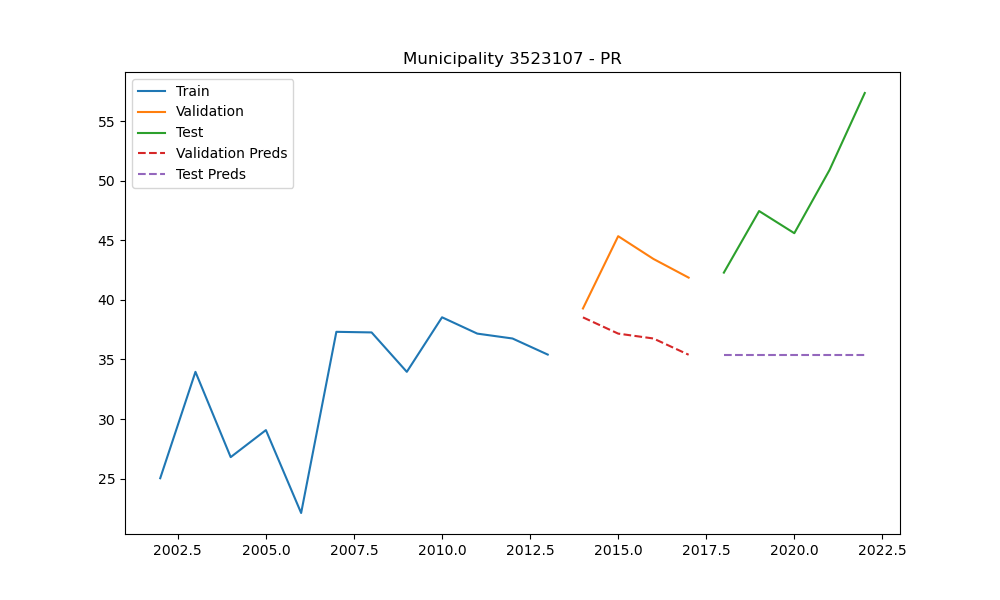 Municipality 3523107 - PR
Train
Validation
Test
Validation Preds
Test Preds
55
50
45
40
35
30
25
2002.5 2005.0 2007.5 2010.0 2012.5 2015.0 2017.5 2020.0 2022.5